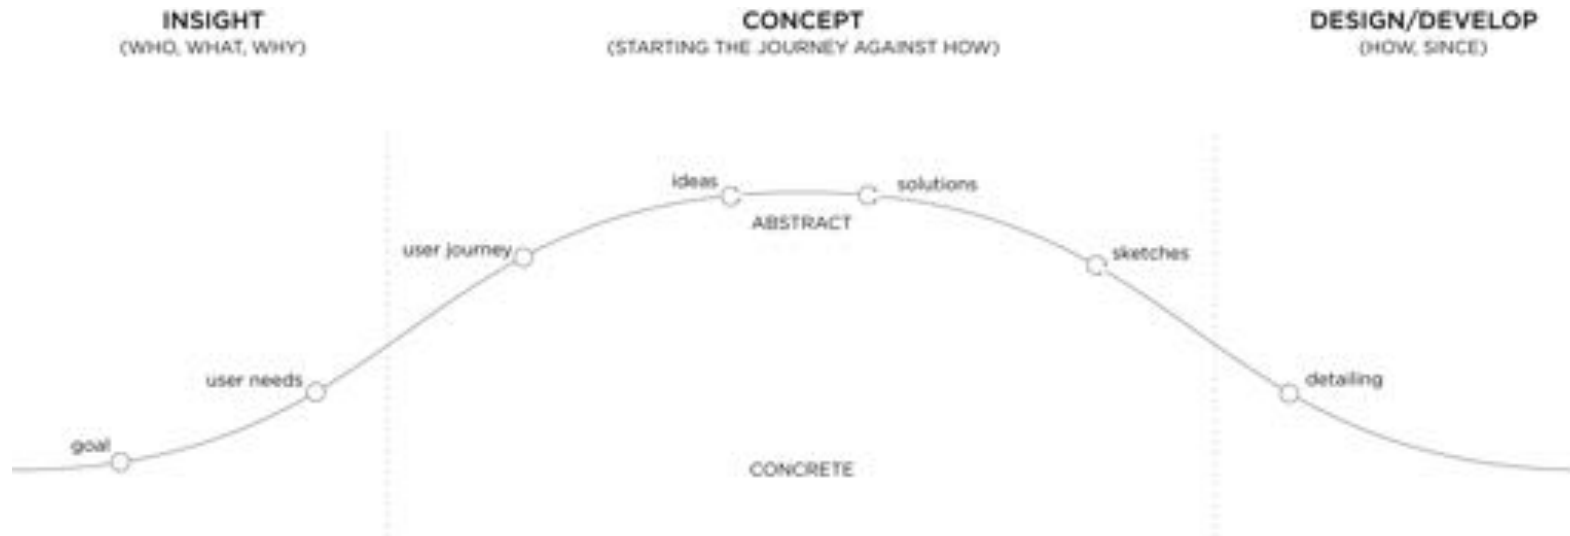 INSIGHT
(WHO, WHAT, WHY)
CONCEPT
(STARTING THE JOURNEY AGAINST HOW)
DESIGN/DEVELOP
(HOW, SINCE)
ideas
solutions
ABSTRACT
user journey
sketches
user needs
detailing
goal
CONCRETE